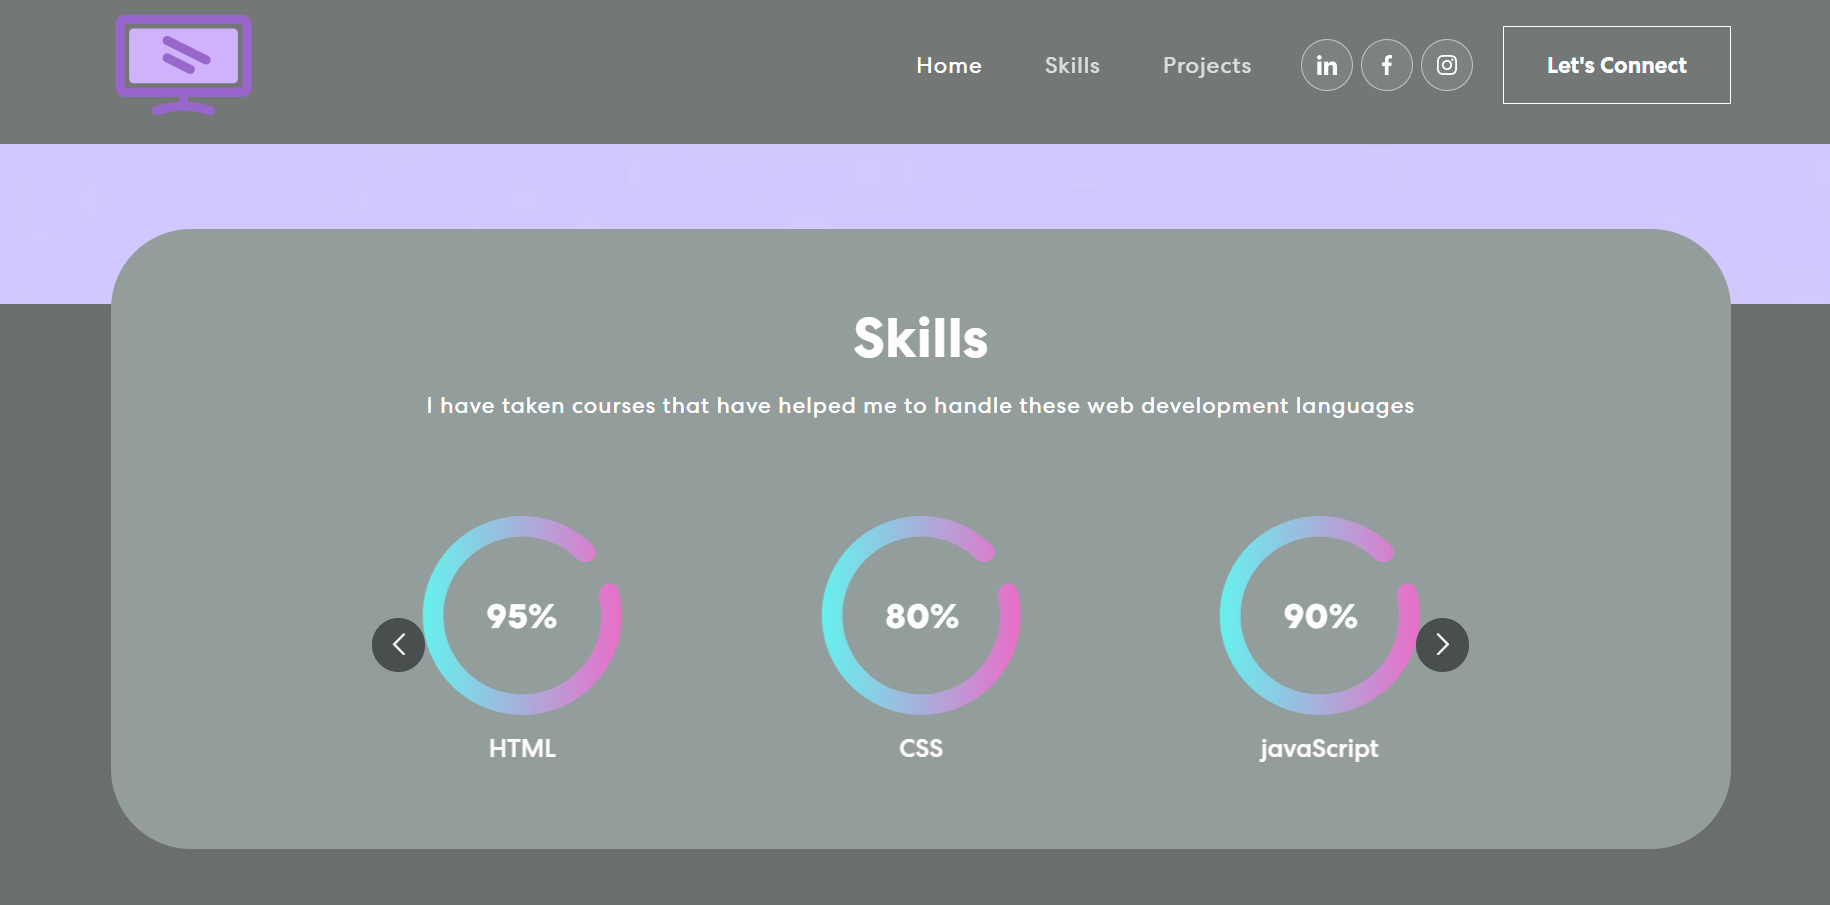 Home Skills Projects in f Let's Connect
Skills
I have taken courses that have helped me to handle these web development languages
95% 80% 90%
HTML CSS javaScript